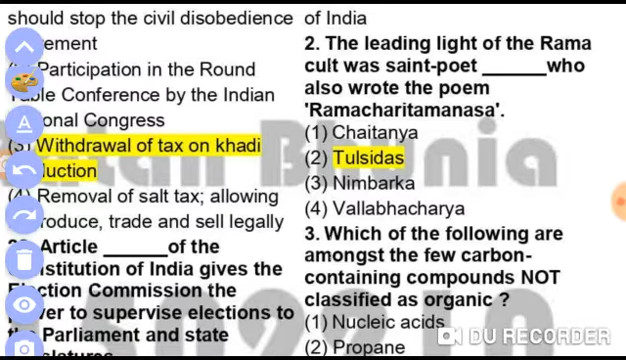 should stop the civil disobedience
ement
Participation in the Round
ble Conference by the Indian
onal Congress
(3) Withdrawal of tax on khadi
uction
(4) Removal of salt tax; allowing
roduce, trade and sell legally
Article ______of the
nstitution of India gives the
ction Commission the
er to supervise elections to
Parliament and state
of India
2. The leading light of the Rama
cult was saint-poet ______who
also wrote the poem
'Ramacharitamanasa'.
(1) Chaitanya
(2) Tulsidas
(3) Nimbarka
(4) Vallabhacharya
3. Which of the following are
amongst the few carbon-
containing compounds NOT
classified as organic ?
(1) Nucleic acids
(2) Propane
DU RECORDER